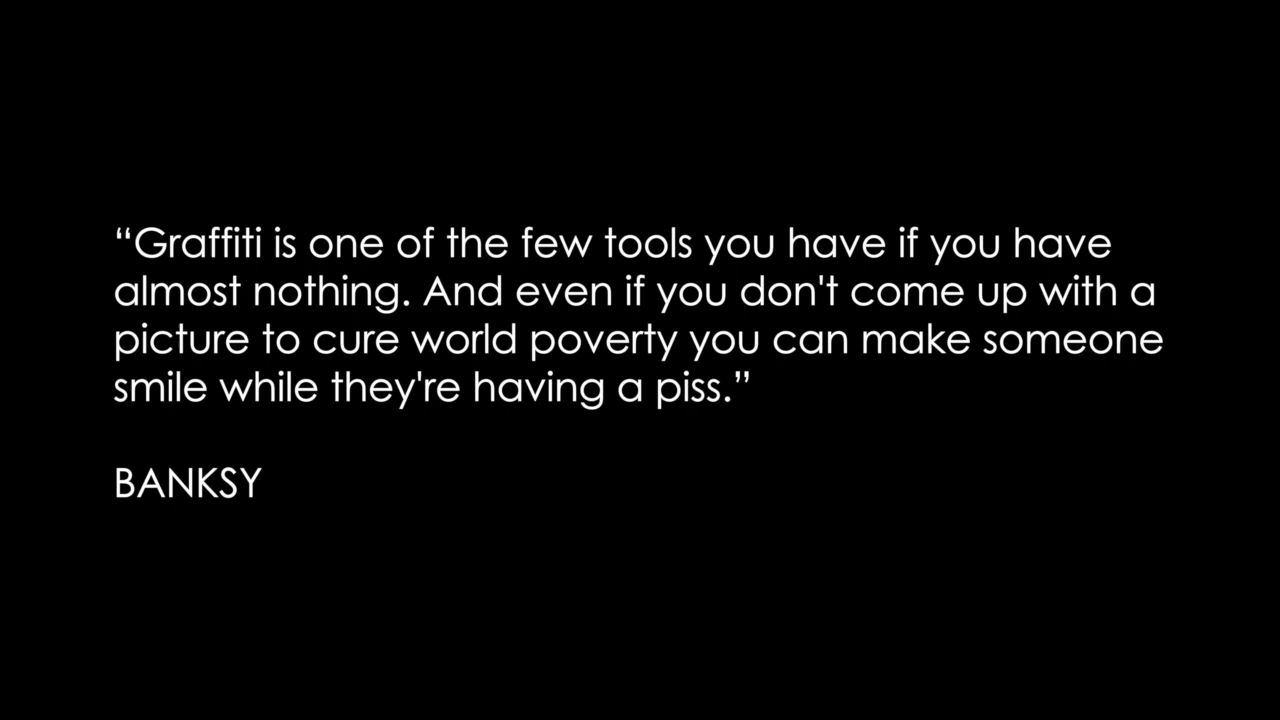 “Graffiti is one of the few tools you have if you have
almost nothing. And even if you don't come up with a
picture to cure world poverty you can make someone
smile while they're having a piss.”
BANKSY